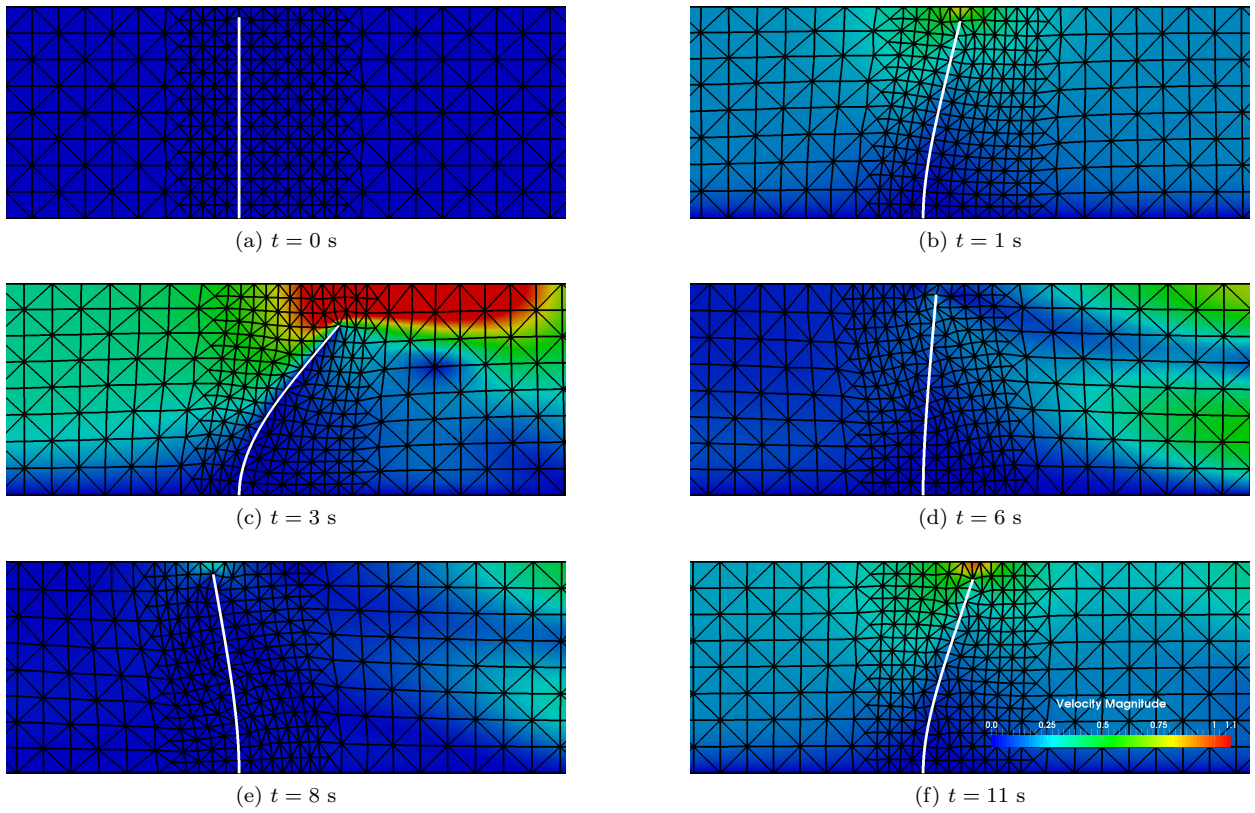 (a) t = 0 s
(b) t = 1 s
(c) t = 3 s
(d) t = 6 s
(e) t = 8 s
Velocity Magnitude
0.0 0.25 0.5 0.75 1 1.1
(f) t = 11 s